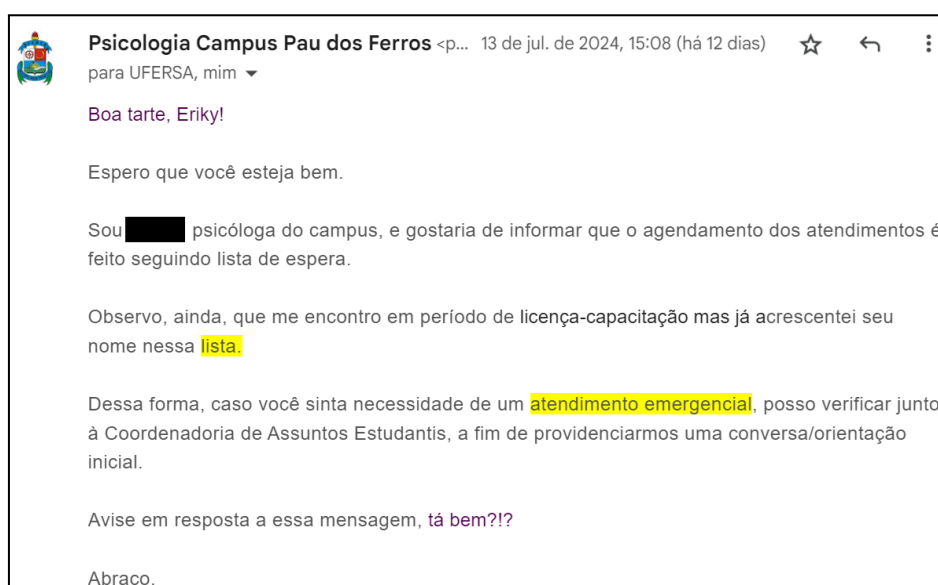 Psicologia Campus Pau dos Ferros <p... 13 de jul. de 2024, 15:08 (há 12 dias)
para UFERSA, mim
Boa tarte, Eriky!
Espero que você esteja bem.
Sou psicóloga do campus, e gostaria de informar que o agendamento dos atendimentos é
feito seguindo lista de espera.
Observo, ainda, que me encontro em período de licença-capacitação mas já acrescentei seu
nome nessa lista.
Dessa forma, caso você sinta necessidade de um atendimento emergencial, posso verificar junto
à Coordenadoria de Assuntos Estudantis, a fim de providenciarmos uma conversa/orientação
inicial.
Avise em resposta a essa mensagem, tá bem?!?
Abraço.